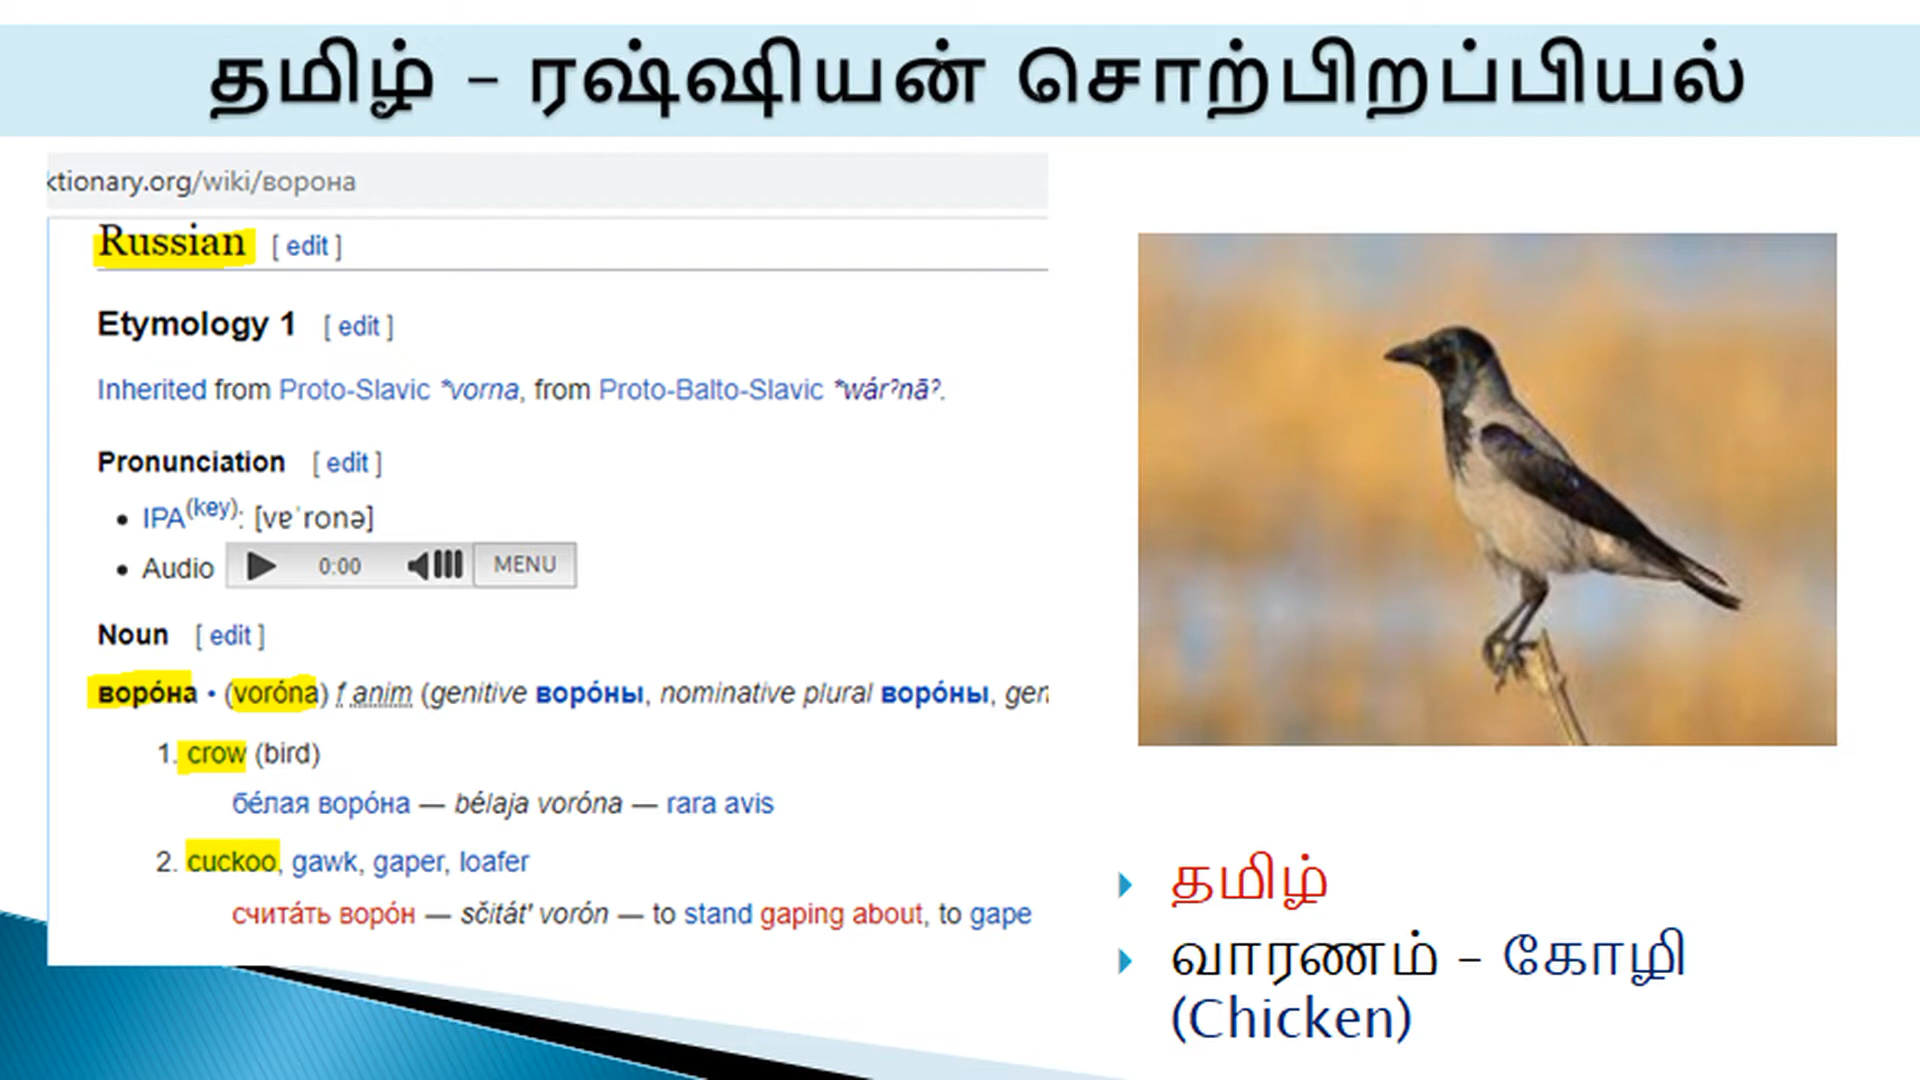 தமிழ் – ரஷ்ஷியன் சொற்பிறப்பியல்
ktionary.org/wiki/ворона
Russian [ edit ]
Etymology 1 [ edit ]
Inherited from Proto-Slavic *vorna, from Proto-Balto-Slavic *wárˀnāˀ.
Pronunciation [ edit ]
• IPA(key): [vɐˈronə]
• Audio 0:00 MENU
Noun [ edit ]
воро́на • (voróna) f anim (genitive воро́ны, nominative plural воро́ны, gen
1. crow (bird)
бе́лая воро́на — bélaja voróna — rara avis
2. cuckoo, gawk, gaper, loafer
счита́ть воро́н — sčitátʹ vorón — to stand gaping about, to gape
தமிழ்
வாரணம் – கோழி
(Chicken)